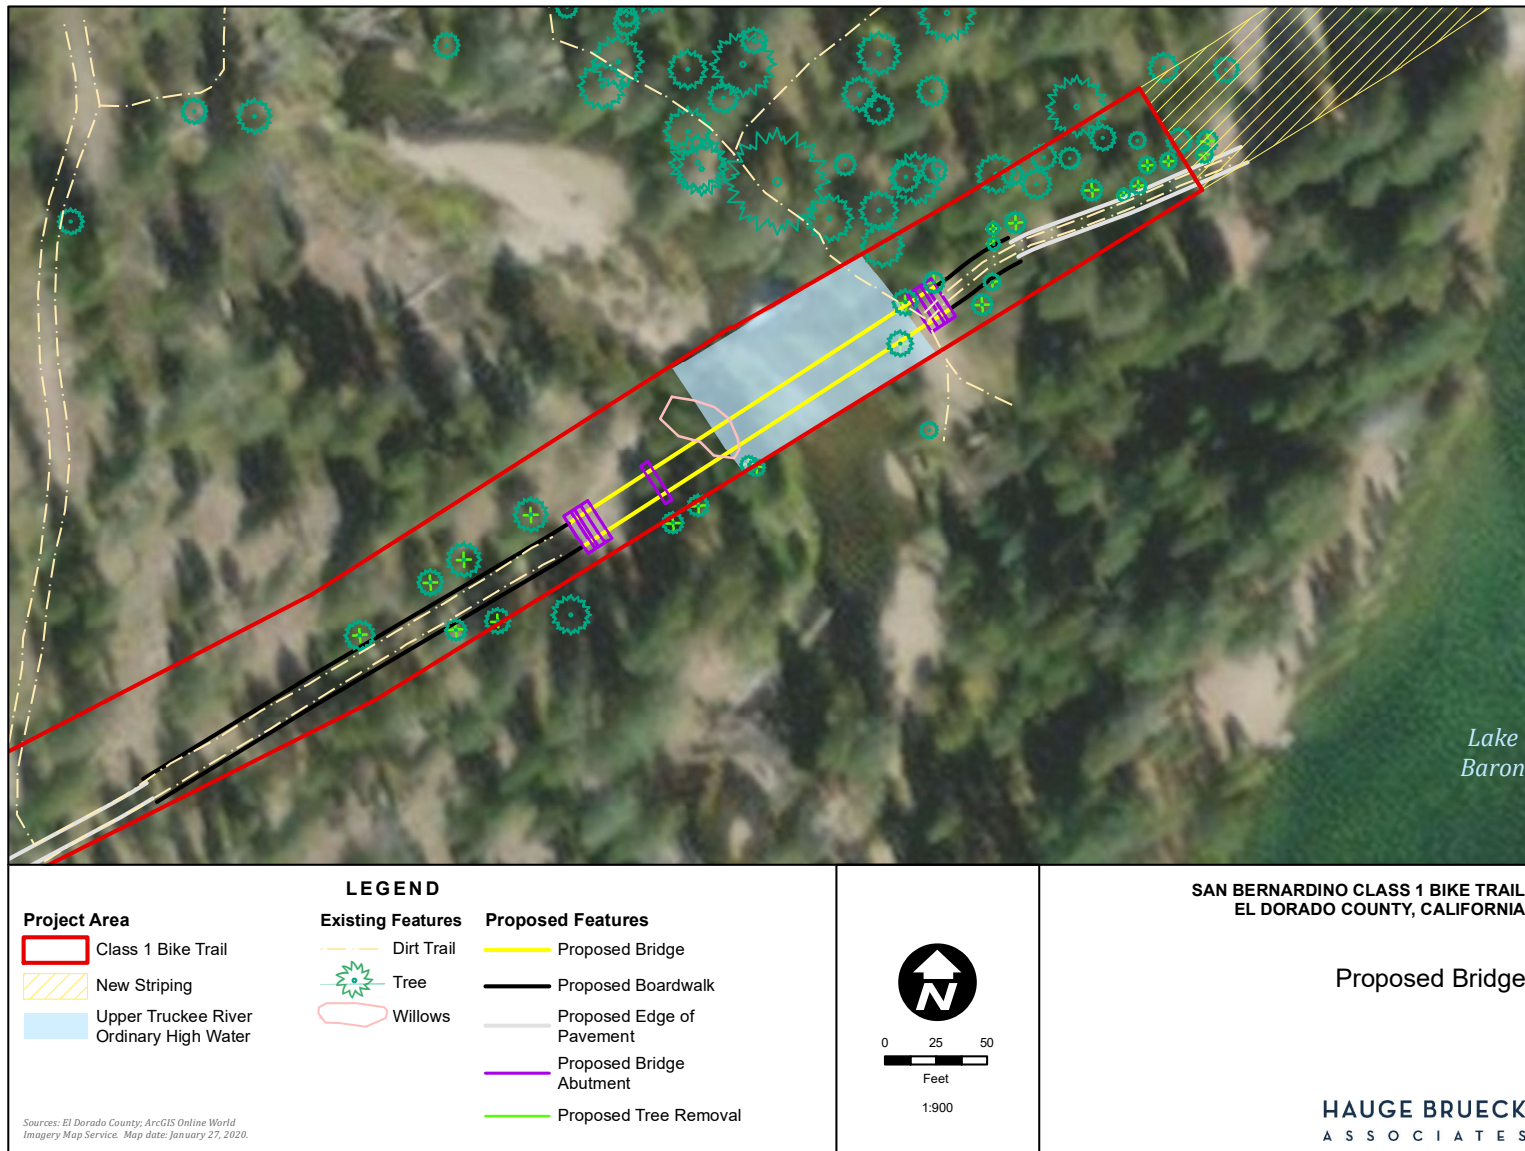 Lake
Baron
LEGEND
Project Area
Class 1 Bike Trail
New Striping
Upper Truckee River
Ordinary High Water
Existing Features
Dirt Trail
Tree
Willows
Proposed Features
Proposed Bridge
Proposed Boardwalk
Proposed Edge of
Pavement
Proposed Bridge
Abutment
Proposed Tree Removal
Sources: El Dorado County; ArcGIS Online World
Imagery Map Service. Map date: January 27, 2020.
N
0 25 50
Feet
1:900
SAN BERNARDINO CLASS 1 BIKE TRAIL
EL DORADO COUNTY, CALIFORNIA
Proposed Bridge
HAUGE BRUECK
ASSOCIATES